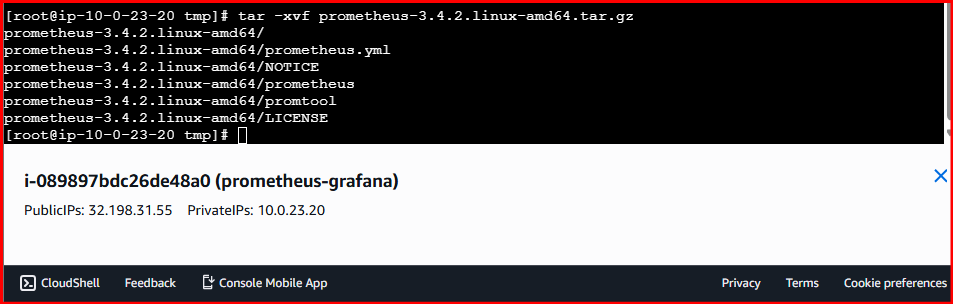 [root@ip-10-0-23-20 tmp]# tar -xvf prometheus-3.4.2.linux-amd64.tar.gz
prometheus-3.4.2.linux-amd64/
prometheus-3.4.2.linux-amd64/prometheus.yml
prometheus-3.4.2.linux-amd64/NOTICE
prometheus-3.4.2.linux-amd64/prometheus
prometheus-3.4.2.linux-amd64/promtool
prometheus-3.4.2.linux-amd64/LICENSE
[root@ip-10-0-23-20 tmp]#
i-089897bdc26de48a0 (prometheus-grafana)
PublicIPs: 32.198.31.55 PrivateIPs: 10.0.23.20
CloudShell Feedback Console Mobile App Privacy Terms Cookie preferences